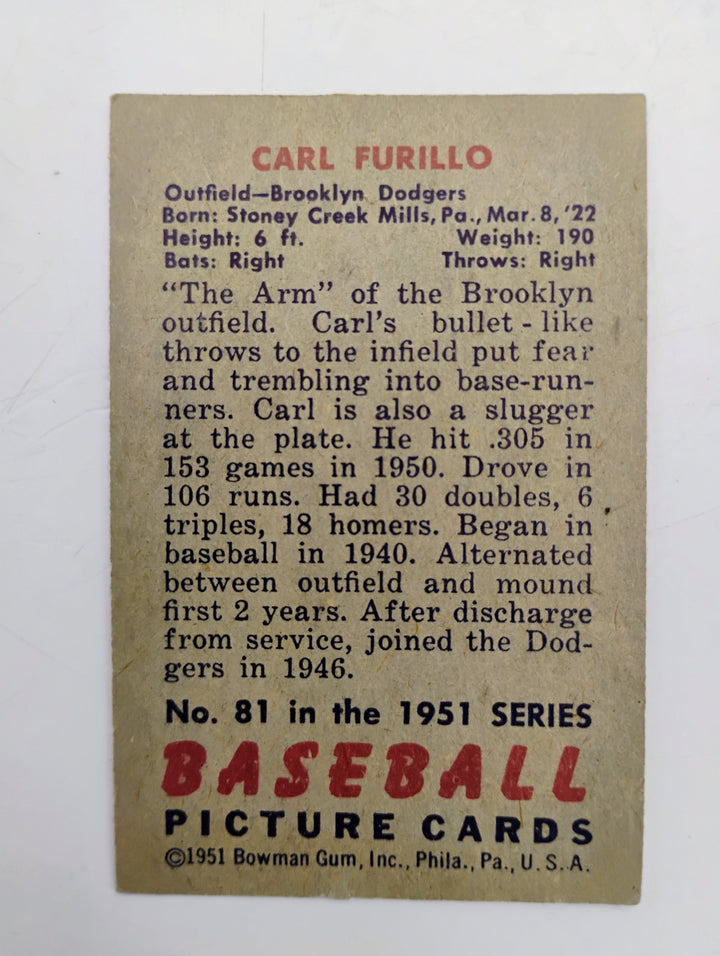 CARL FURILLO
Outfield—Brooklyn Dodgers
Born: Stoney Creek Mills, Pa., Mar. 8, '22
Height: 6 ft. Weight: 190
Bats: Right Throws: Right
"The Arm" of the Brooklyn
outfield. Carl's bullet-like
throws to the infield put fear
and trembling into base-run-
ners. Carl is also a slugger
at the plate. He hit .305 in
153 games in 1950. Drove in
106 runs. Had 30 doubles, 6
triples, 18 homers. Began in
baseball in 1940. Alternated
between outfield and mound
first 2 years. After discharge
from service, joined the Dod-
gers in 1946.
No. 81 in the 1951 SERIES
BASEBALL
PICTURE CARDS
©1951 Bowman Gum, Inc., Phila., Pa., U.S.A.